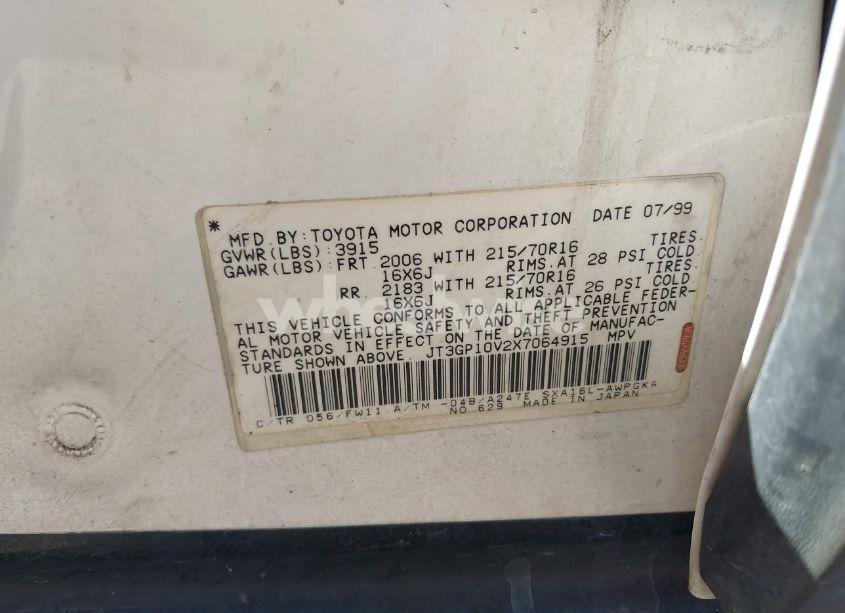 * MFD. BY: TOYOTA MOTOR CORPORATION DATE 07/99
GVWR(LBS): 3915
GAWR(LBS): FRT 2006 WITH 215/70R16 TIRES.
16X6J RIMS.AT 28 PSI COLD
RR 2183 WITH 215/70R16 TIRES.
16X6J RIMS.AT 26 PSI COLD
THIS VEHICLE CONFORMS TO ALL APPLICABLE FEDER-
AL MOTOR VEHICLE SAFETY AND THEFT PREVENTION
STANDARDS IN EFFECT ON THE DATE OF MANUFAC-
TURE SHOWN ABOVE. JT3GP10V2X7064915 MPV
C/TR 056/FW11 A/TM -04B/A247E SXA16L-AWPGKA
NO.629 MADE IN JAPAN